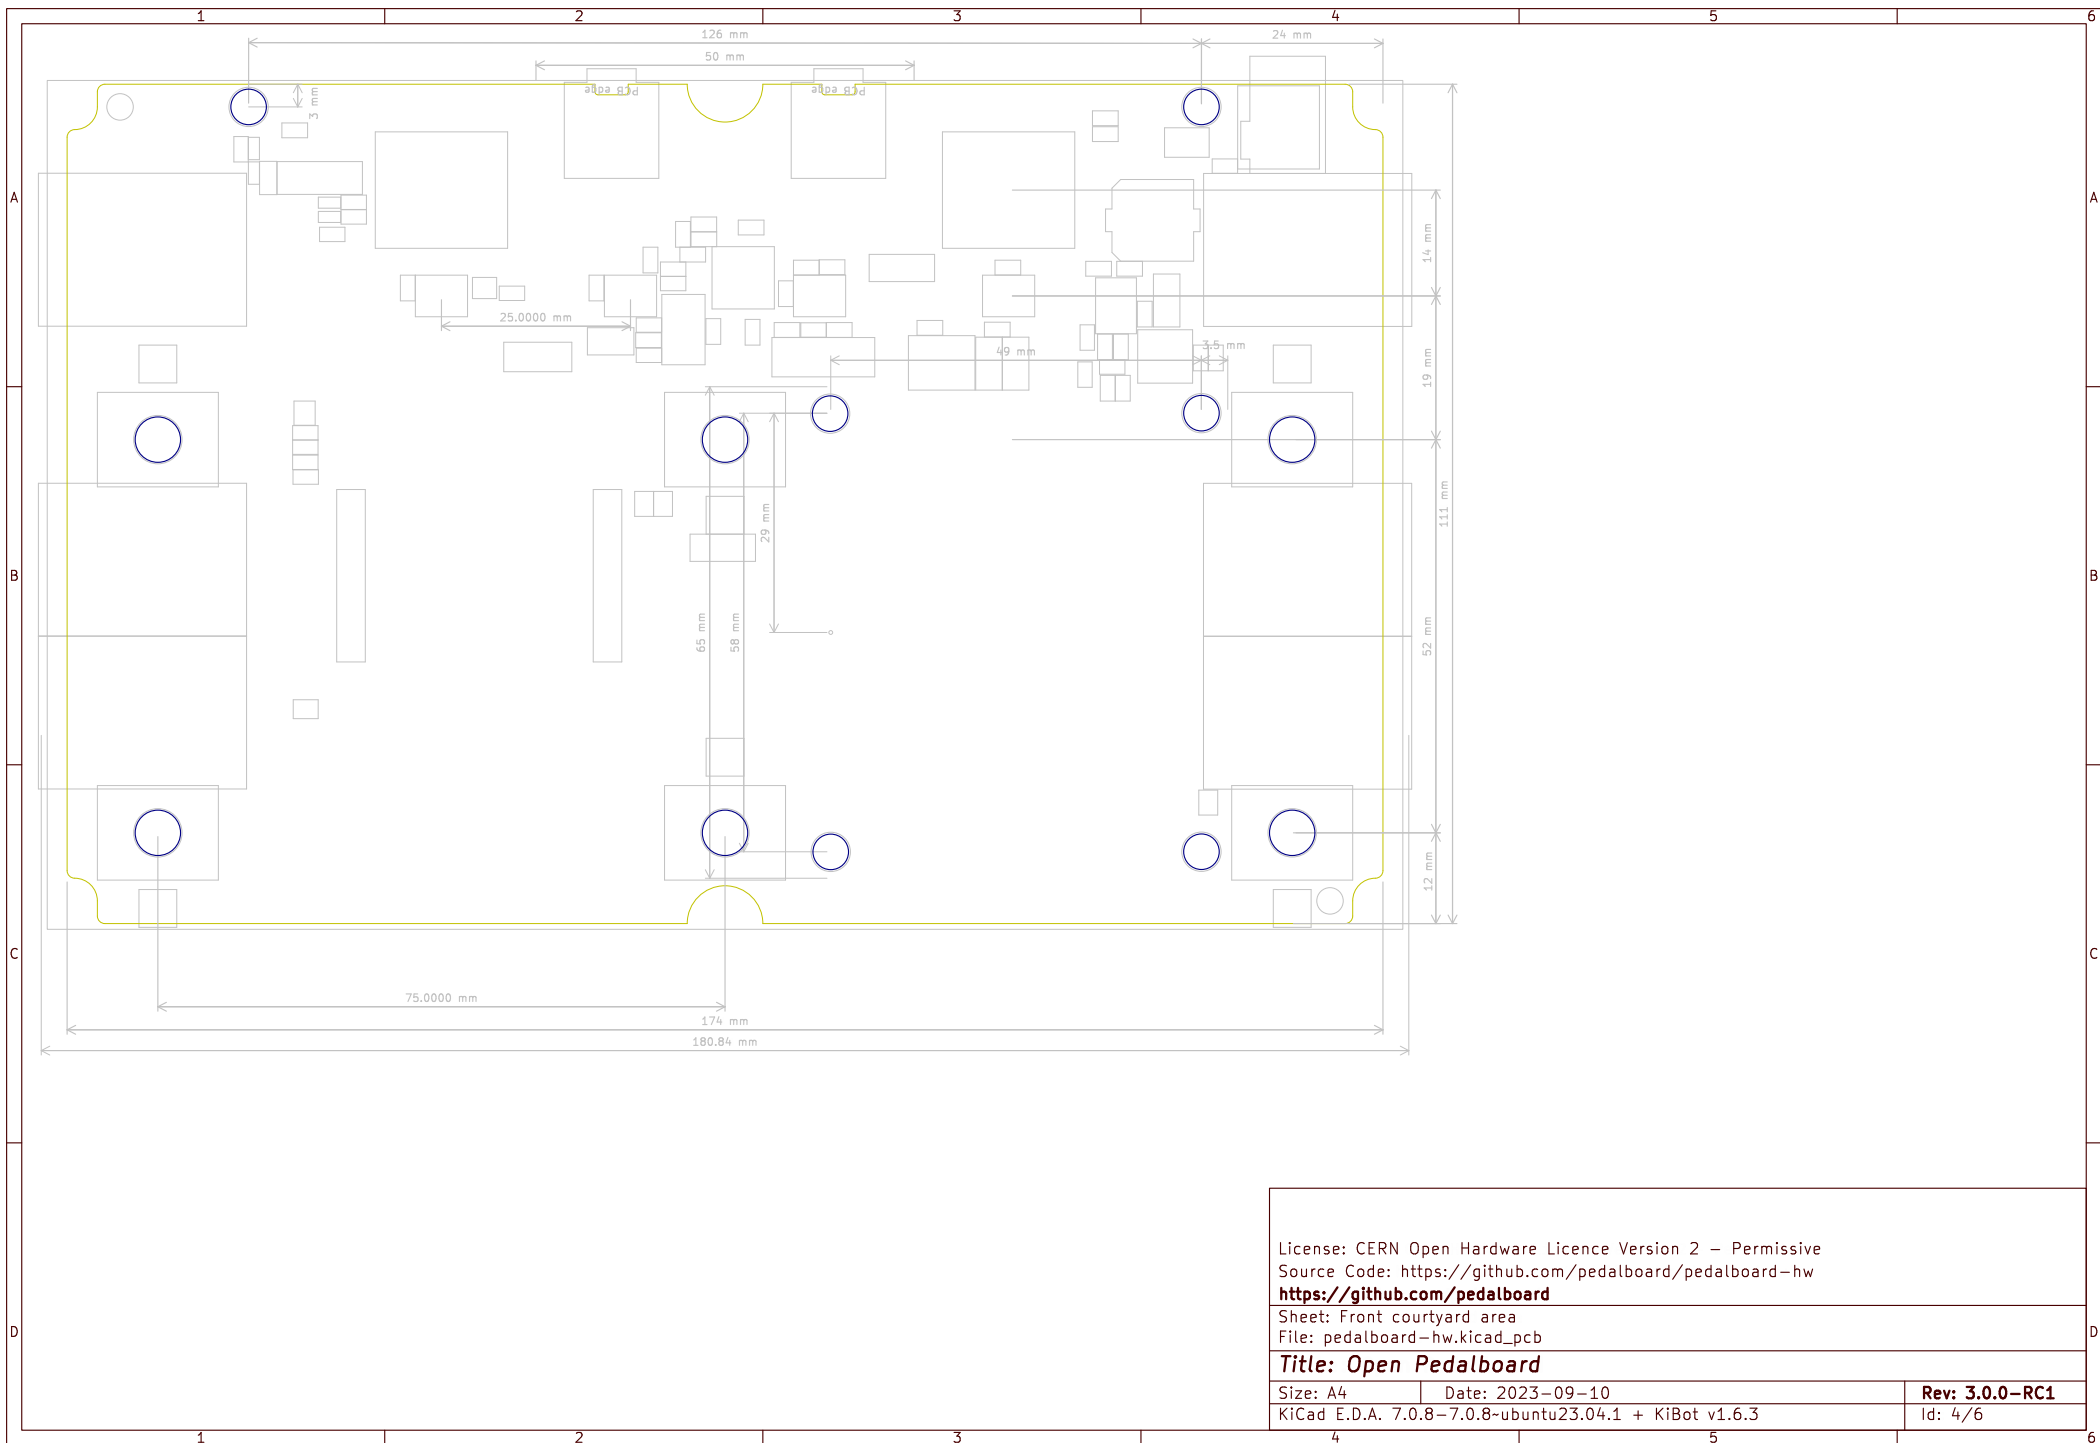 1 2 3 4 5 6
126 mm
24 mm
50 mm
3 mm
PCB edge
PCB edge
A A
14 mm
25.0000 mm
49 mm
3.5 mm
19 mm
111 mm
29 mm
B B
65 mm
58 mm
52 mm
12 mm
C C
75.0000 mm
174 mm
180.84 mm
License: CERN Open Hardware Licence Version 2 - Permissive
Source Code: https://github.com/pedalboard/pedalboard-hw
https://github.com/pedalboard
Sheet: Front courtyard area
File: pedalboard-hw.kicad_pcb
D D
Title: Open Pedalboard
Size: A4 Date: 2023-09-10 Rev: 3.0.0-RC1
KiCad E.D.A. 7.0.8-7.0.8~ubuntu23.04.1 + KiBot v1.6.3 Id: 4/6
1 2 3 4 5 6